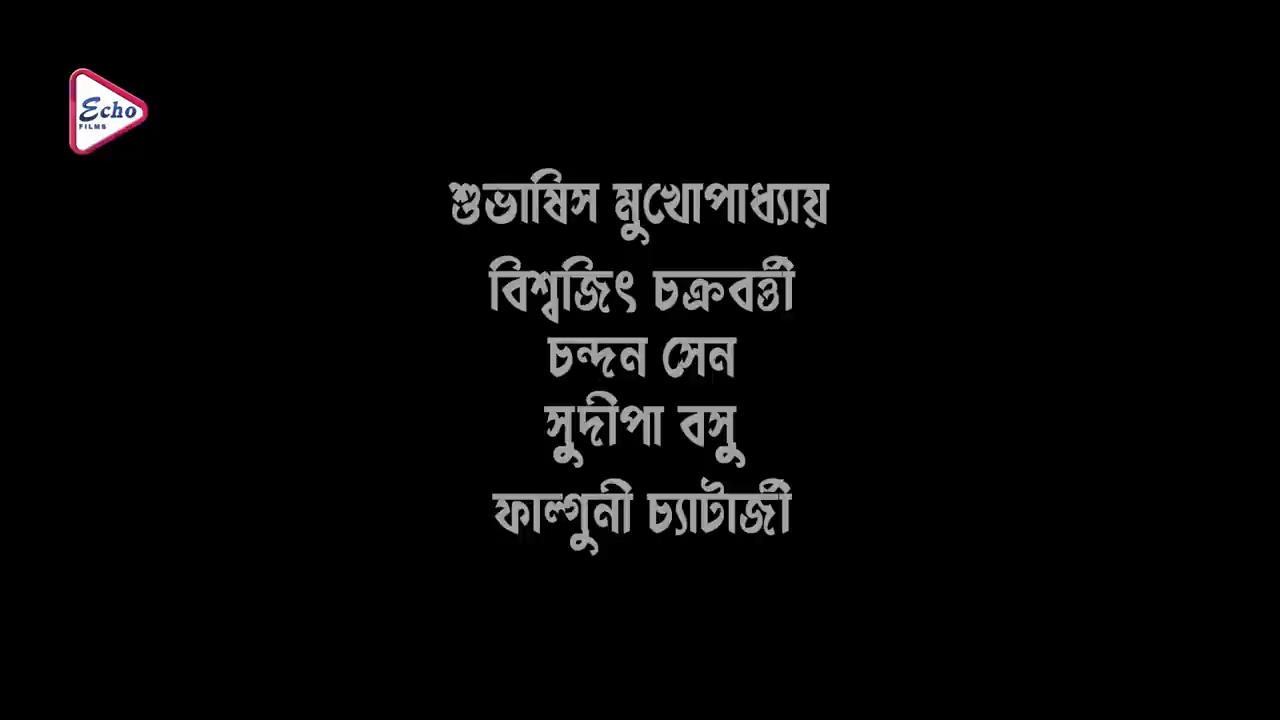 Echo
FILMS
শুভাষিস মুখোপাধ্যায়
বিশ্বজিৎ চক্রবর্ত্তী
চন্দন সেন
সুদীপা বসু
ফাল্গুনী চ্যাটার্জী